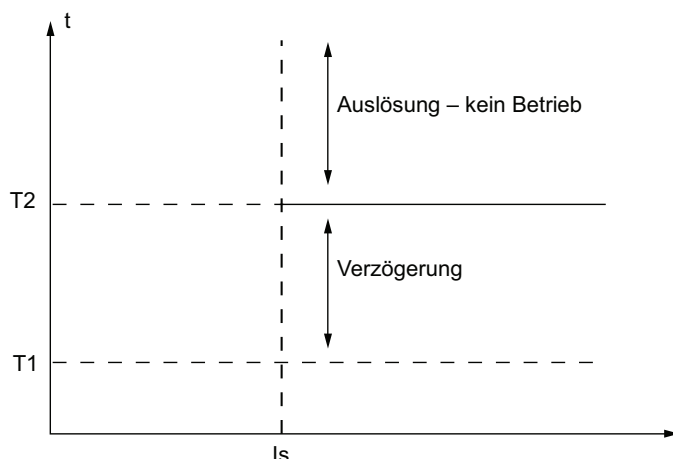 t
Auslösung – kein Betrieb
T2
Verzögerung
T1
Is